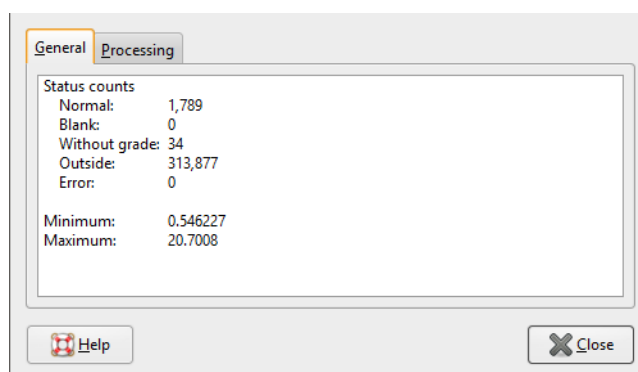 General Processing
Status counts
Normal: 1,789
Blank: 0
Without grade: 34
Outside: 313,877
Error: 0
Minimum: 0.546227
Maximum: 20.7008
Help Close